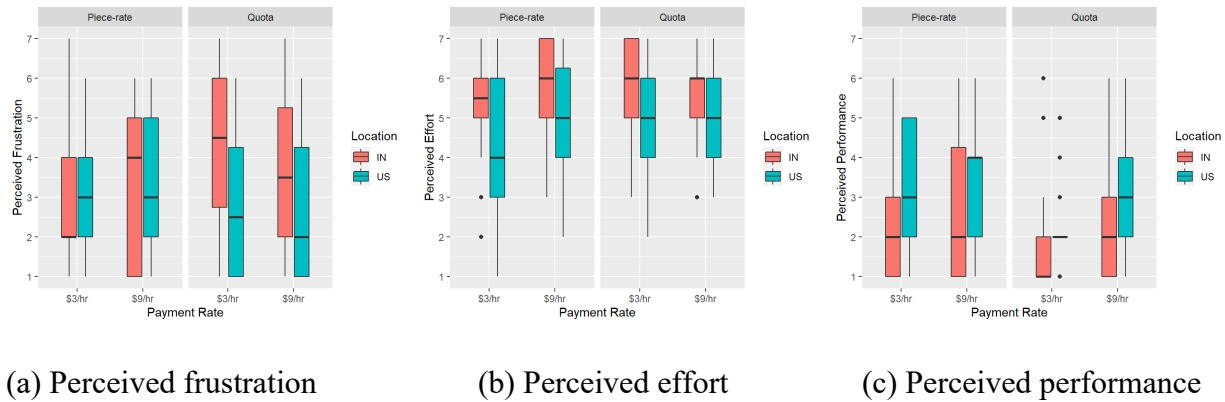 Piece-rate Quota
7
6
5
4
3
2
1
Perceived Frustration
$3/hr $9/hr $3/hr $9/hr
Payment Rate
Location
IN
US
Piece-rate Quota
7
6
5
4
3
2
1
Perceived Effort
$3/hr $9/hr $3/hr $9/hr
Payment Rate
Location
IN
US
Piece-rate Quota
7
6
5
4
3
2
1
Perceived Performance
$3/hr $9/hr $3/hr $9/hr
Payment Rate
Location
IN
US
(a) Perceived frustration
(b) Perceived effort
(c) Perceived performance